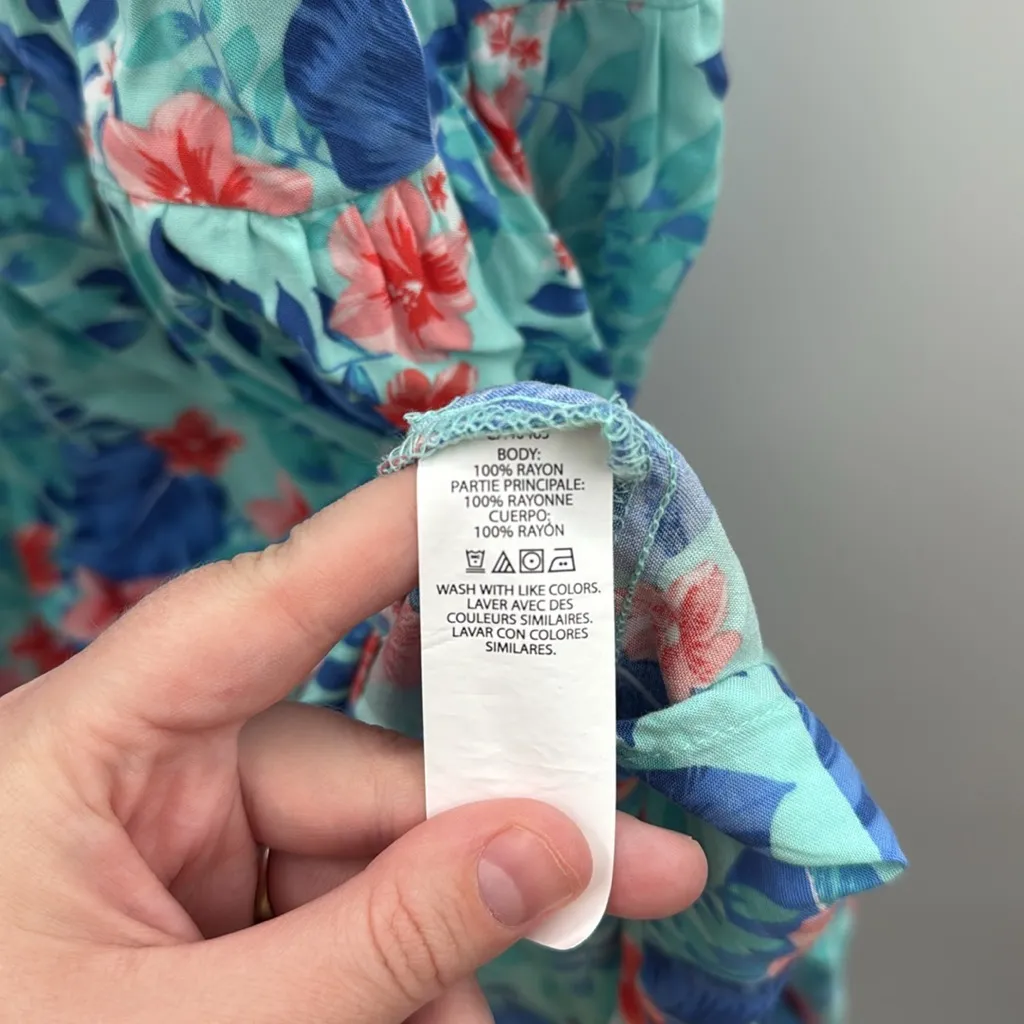 BODY:
100% RAYON
PARTIE PRINCIPALE:
100% RAYONNE
CUERPO:
100% RAYÓN
WASH WITH LIKE COLORS.
LAVER AVEC DES
COULEURS SIMILAIRES.
LAVAR CON COLORES
SIMILARES.